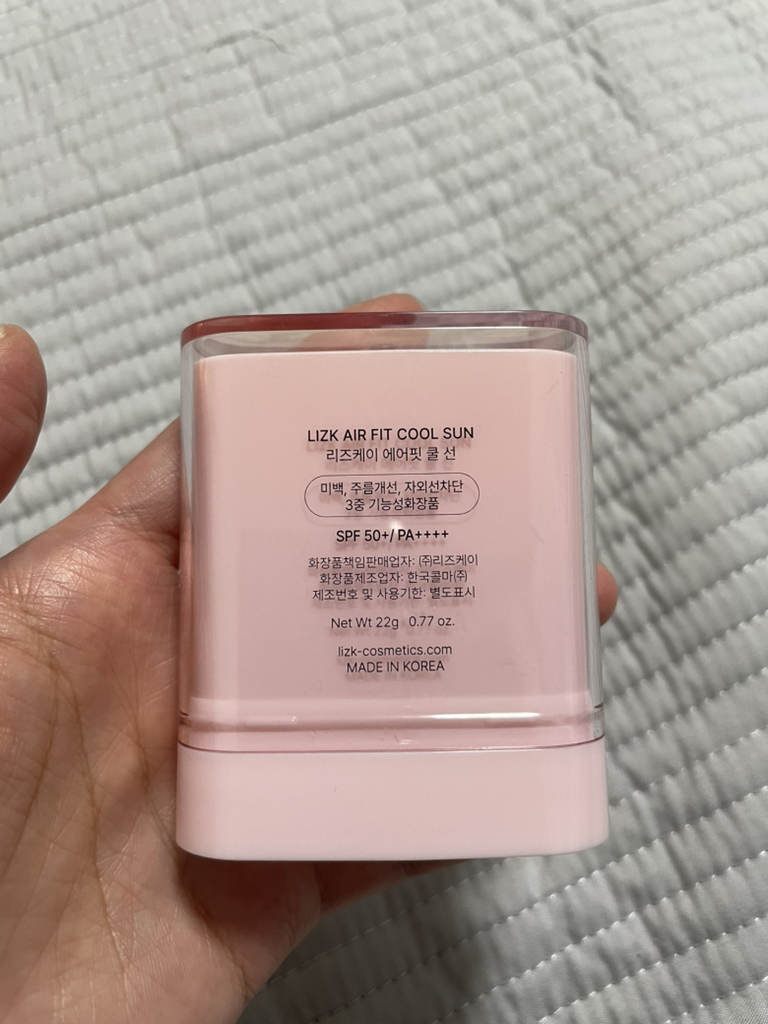 LIZK AIR FIT COOL SUN
리즈케이 에어핏 쿨 선
미백, 주름개선, 자외선차단
3중 기능성화장품
SPF 50+/ PA++++
화장품책임판매업자: ㈜리즈케이
화장품제조업자: 한국콜마㈜
제조번호 및 사용기한: 별도표시
Net Wt 22g 0.77 oz.
lizk-cosmetics.com
MADE IN KOREA